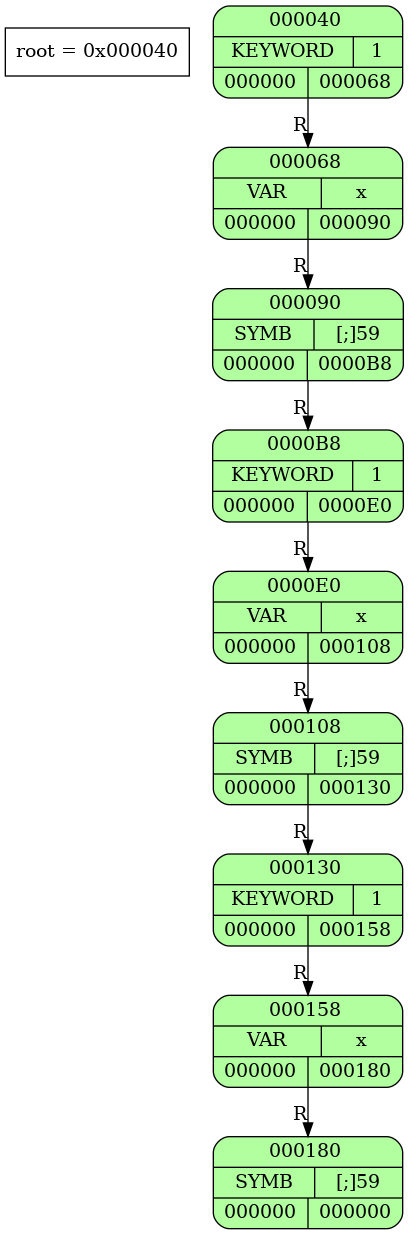 root = 0x000040
000040
KEYWORD 1
000000 000068
R
000068
VAR x
000000 000090
R
000090
SYMB [;]59
000000 0000B8
R
0000B8
KEYWORD 1
000000 0000E0
R
0000E0
VAR x
000000 000108
R
000108
SYMB [;]59
000000 000130
R
000130
KEYWORD 1
000000 000158
R
000158
VAR x
000000 000180
R
000180
SYMB [;]59
000000 000000